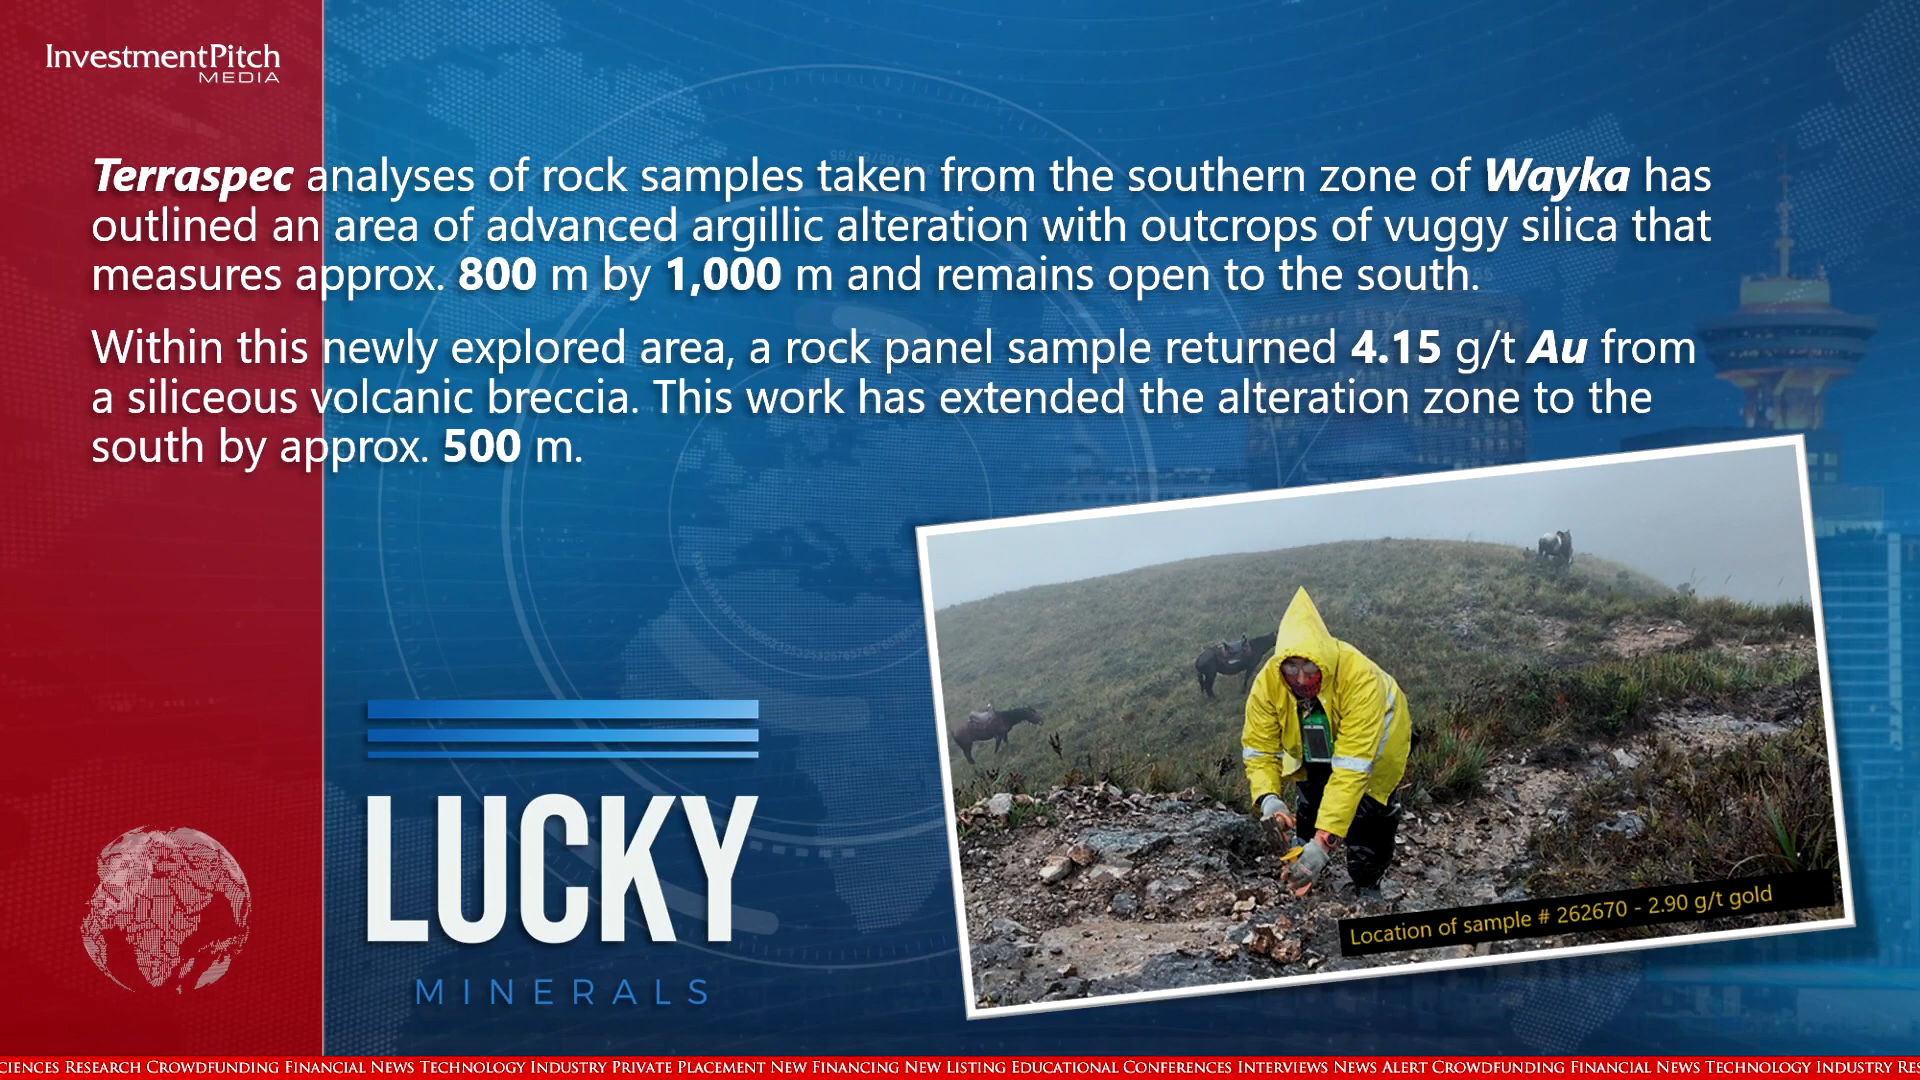 InvestmentPitch
MEDIA
Terraspec analyses of rock samples taken from the southern zone of Wayka has
outlined an area of advanced argillic alteration with outcrops of vuggy silica that
measures approx. 800 m by 1,000 m and remains open to the south.
Within this newly explored area, a rock panel sample returned 4.15 g/t Au from
a siliceous volcanic breccia. This work has extended the alteration zone to the
south by approx. 500 m.
LUCKY
MINERALS
Location of sample # 262670 - 2.90 g/t gold
CIENCES RESEARCH CROWDFUNDING FINANCIAL NEWS TECHNOLOGY INDUSTRY PRIVATE PLACEMENT NEW FINANCING NEW LISTING EDUCATIONAL CONFERENCES INTERVIEWS NEWS ALERT CROWDFUNDING FINANCIAL NEWS TECHNOLOGY INDUSTRY RES